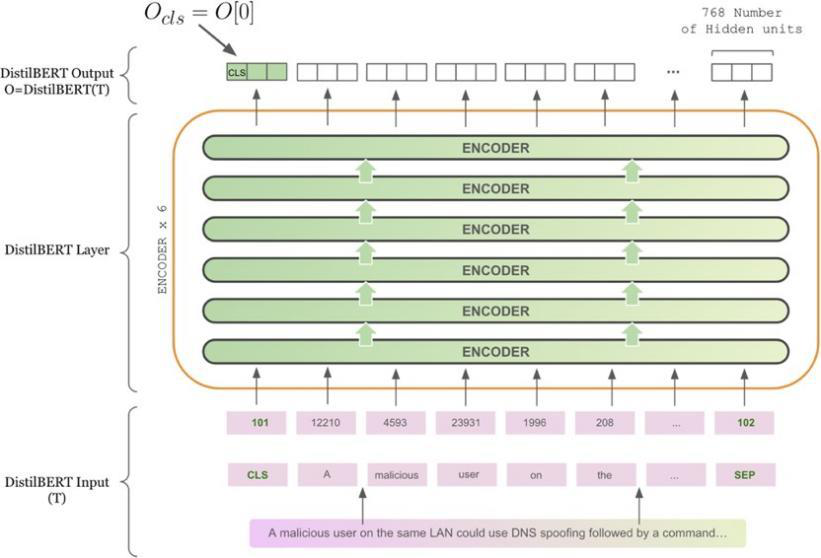 O_cls = O[0]
768 Number
of Hidden units
DistilBERT Output
O=DistilBERT(T)
CLS
...
ENCODER
ENCODER
ENCODER
ENCODER
ENCODER
ENCODER
ENCODER x 6
DistilBERT Layer
101 12210 4593 23931 1996 208 ... 102
CLS A malicious user on the ... SEP
DistilBERT Input
(T)
A malicious user on the same LAN could use DNS spoofing followed by a command...